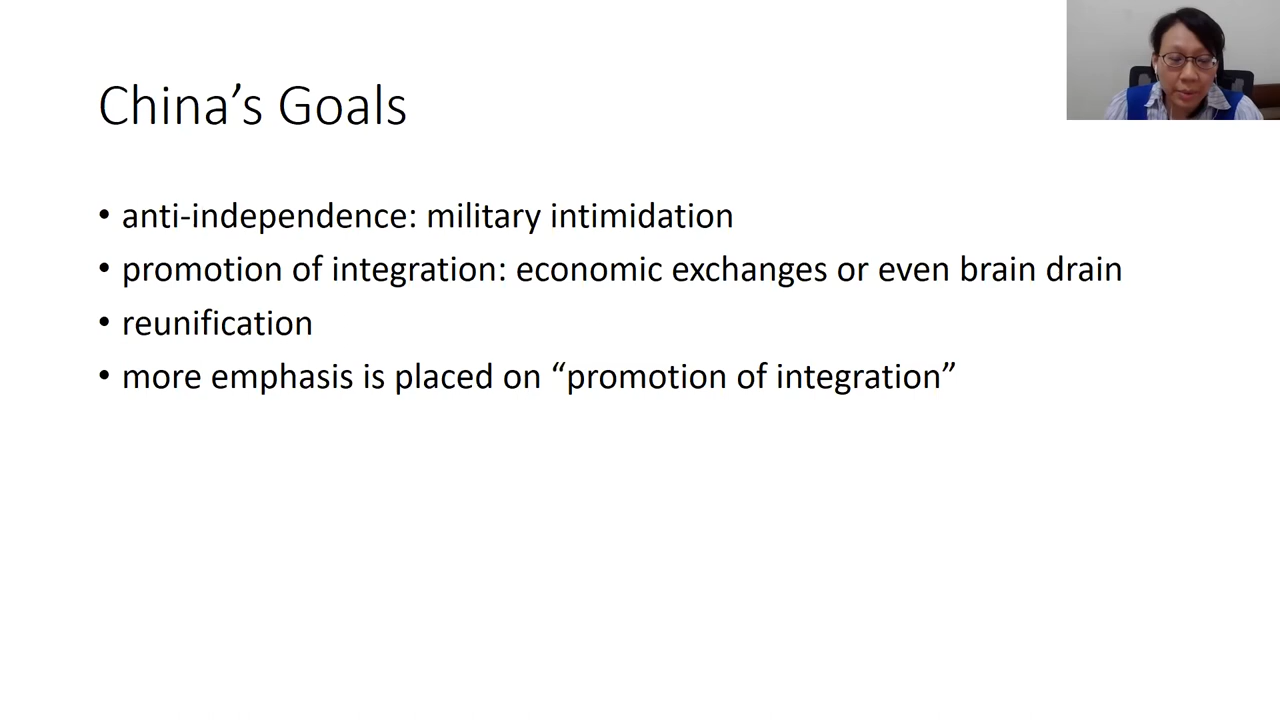 China’s Goals
• anti-independence: military intimidation
• promotion of integration: economic exchanges or even brain drain
• reunification
• more emphasis is placed on “promotion of integration”